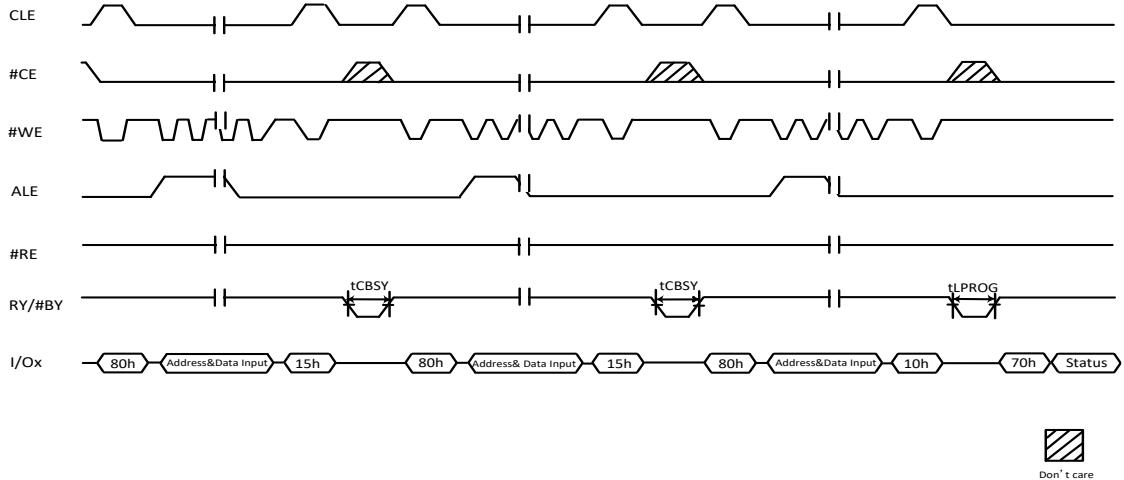 CLE
#CE
#WE
ALE
#RE
RY/#BY tCBSY tCBSY tLPROG
I/Ox 80h Address&Data Input 15h 80h Address& Data Input 15h 80h Address&Data Input 10h 70h Status
Don't care